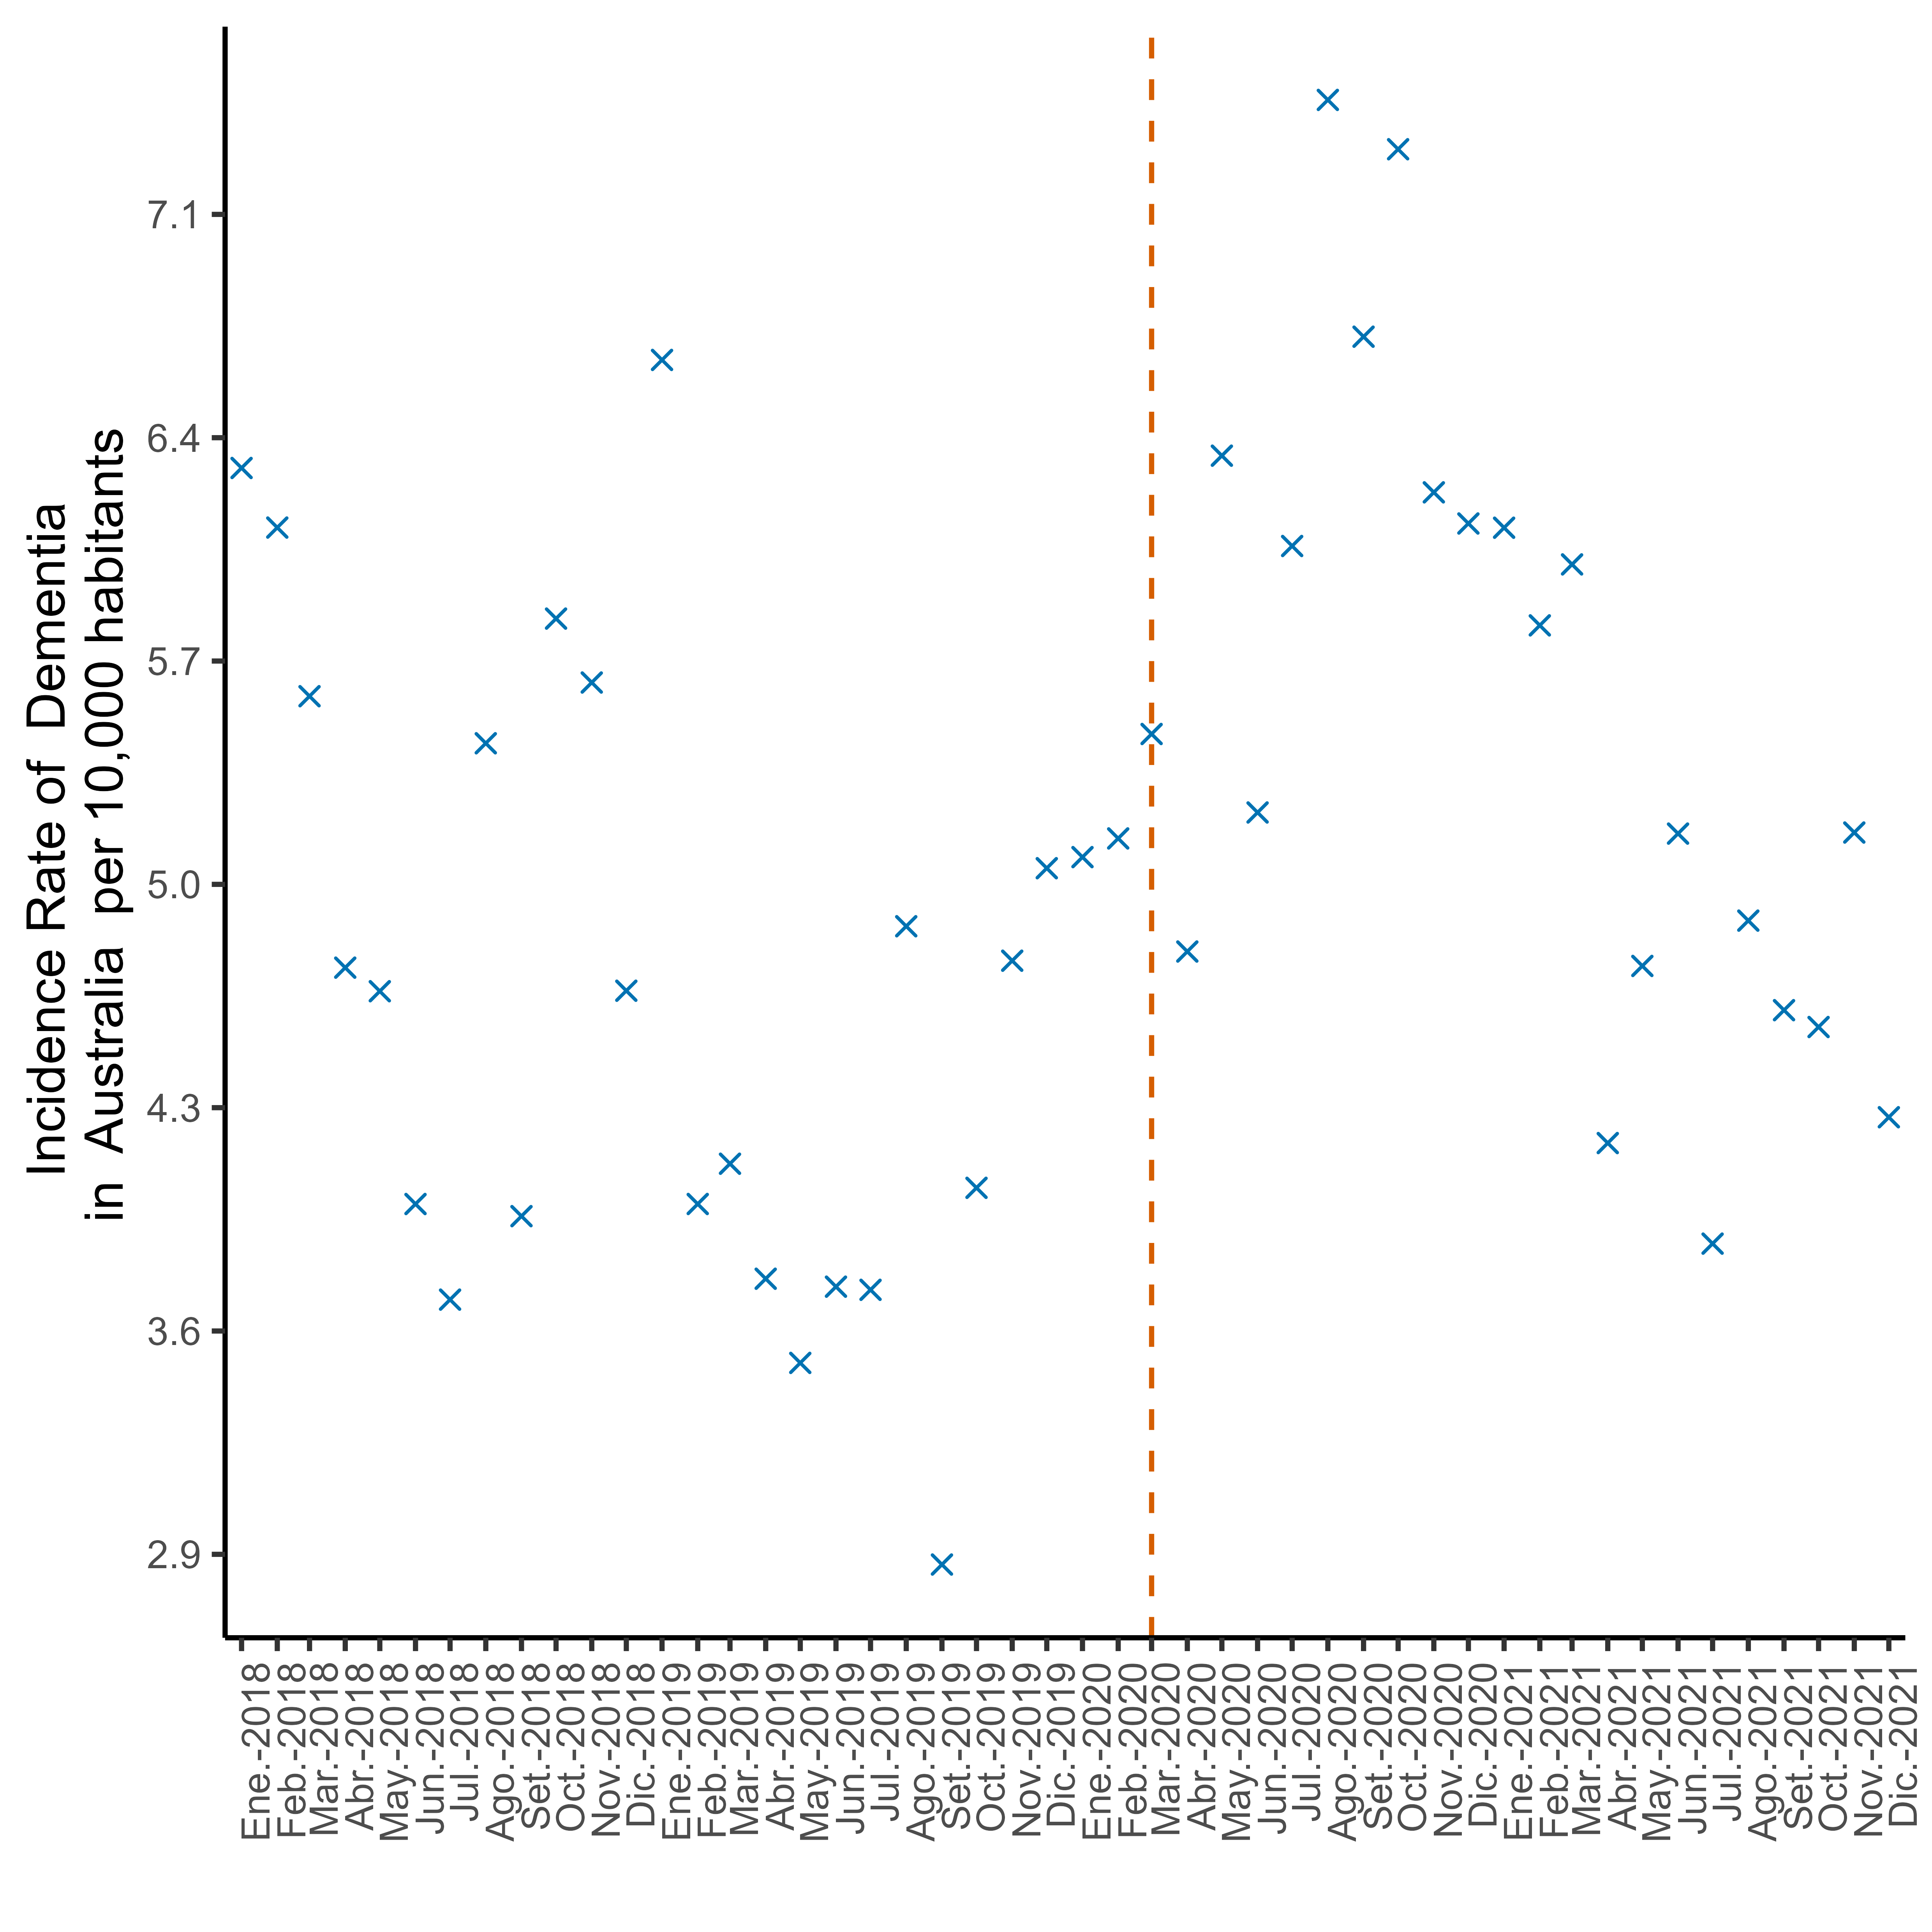 Incidence Rate of Dementia
in Australia per 10,000 habitants
7.1
6.4
5.7
5.0
4.3
3.6
2.9
Ene.-2018
Feb.-2018
Mar.-2018
Abr.-2018
May.-2018
Jun.-2018
Jul.-2018
Ago.-2018
Set.-2018
Oct.-2018
Nov.-2018
Dic.-2018
Ene.-2019
Feb.-2019
Mar.-2019
Abr.-2019
May.-2019
Jun.-2019
Jul.-2019
Ago.-2019
Set.-2019
Oct.-2019
Nov.-2019
Dic.-2019
Ene.-2020
Feb.-2020
Mar.-2020
Abr.-2020
May.-2020
Jun.-2020
Jul.-2020
Ago.-2020
Set.-2020
Oct.-2020
Nov.-2020
Dic.-2020
Ene.-2021
Feb.-2021
Mar.-2021
Abr.-2021
May.-2021
Jun.-2021
Jul.-2021
Ago.-2021
Set.-2021
Oct.-2021
Nov.-2021
Dic.-2021